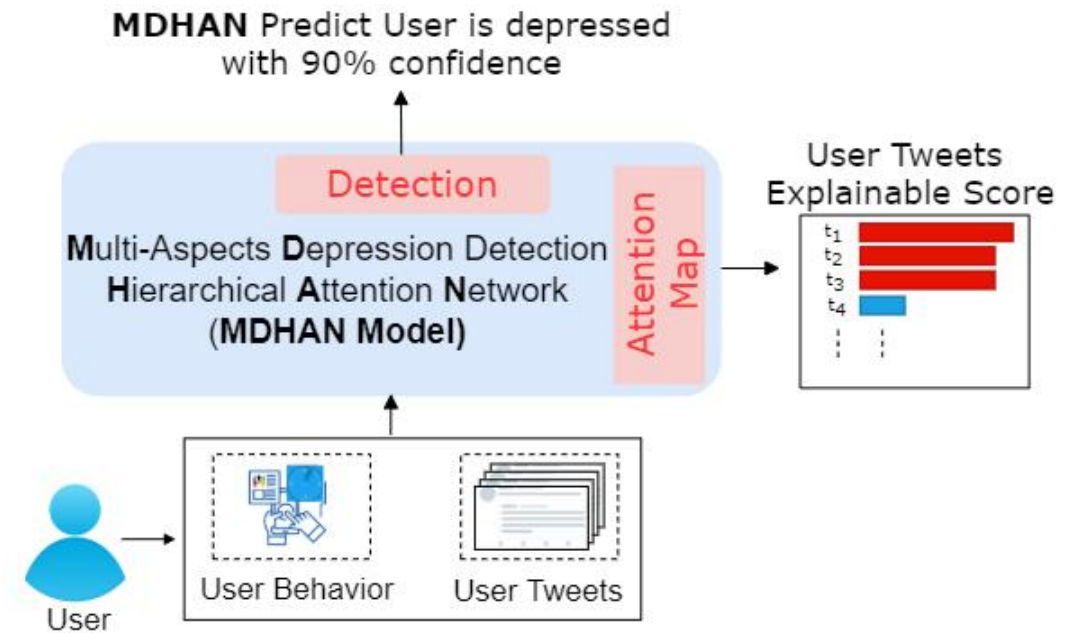 MDHAN Predict User is depressed
with 90% confidence
Detection
Multi-Aspects Depression Detection
Hierarchical Attention Network
(MDHAN Model)
Attention
Map
User Tweets
Explainable Score
t1
t2
t3
t4
User Behavior
User Tweets
User